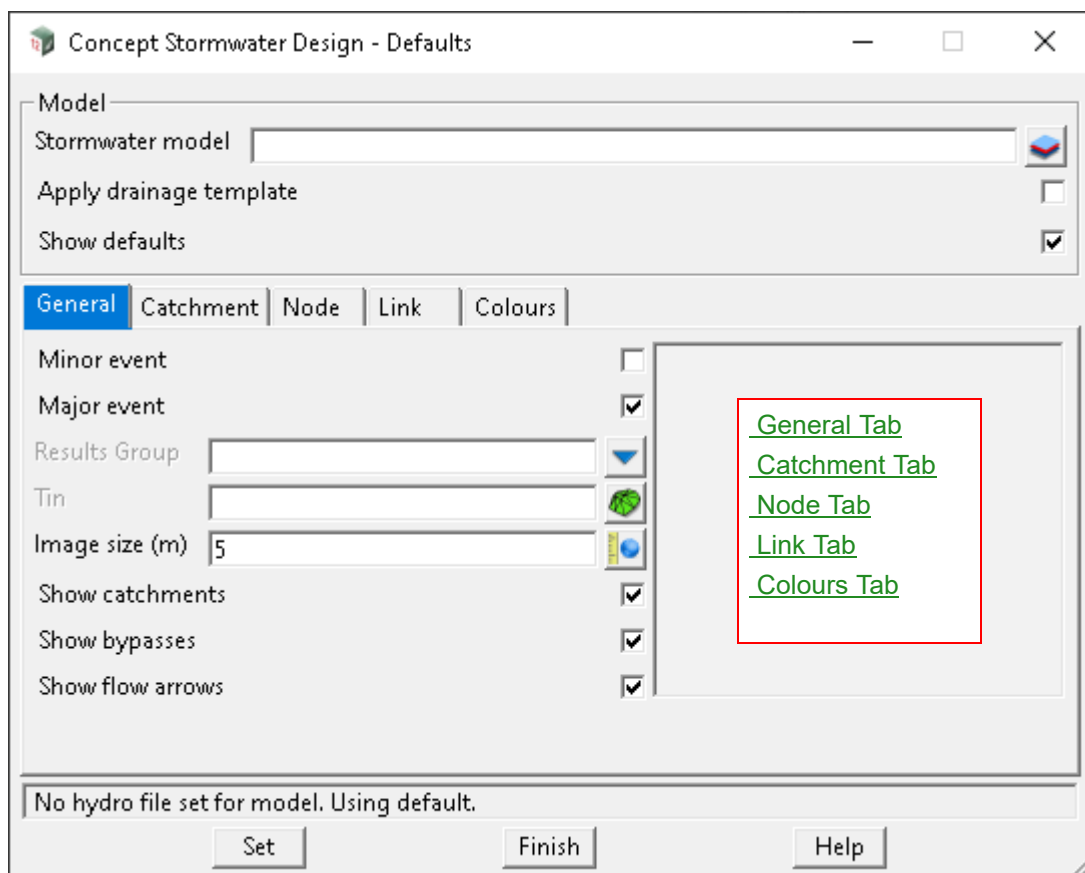 Concept Stormwater Design - Defaults
Model
Stormwater model
Apply drainage template
Show defaults
General Catchment Node Link Colours
Minor event
Major event
Results Group
Tin
Image size (m) 5
Show catchments
Show bypasses
Show flow arrows
General Tab
Catchment Tab
Node Tab
Link Tab
Colours Tab
No hydro file set for model. Using default.
Set Finish Help